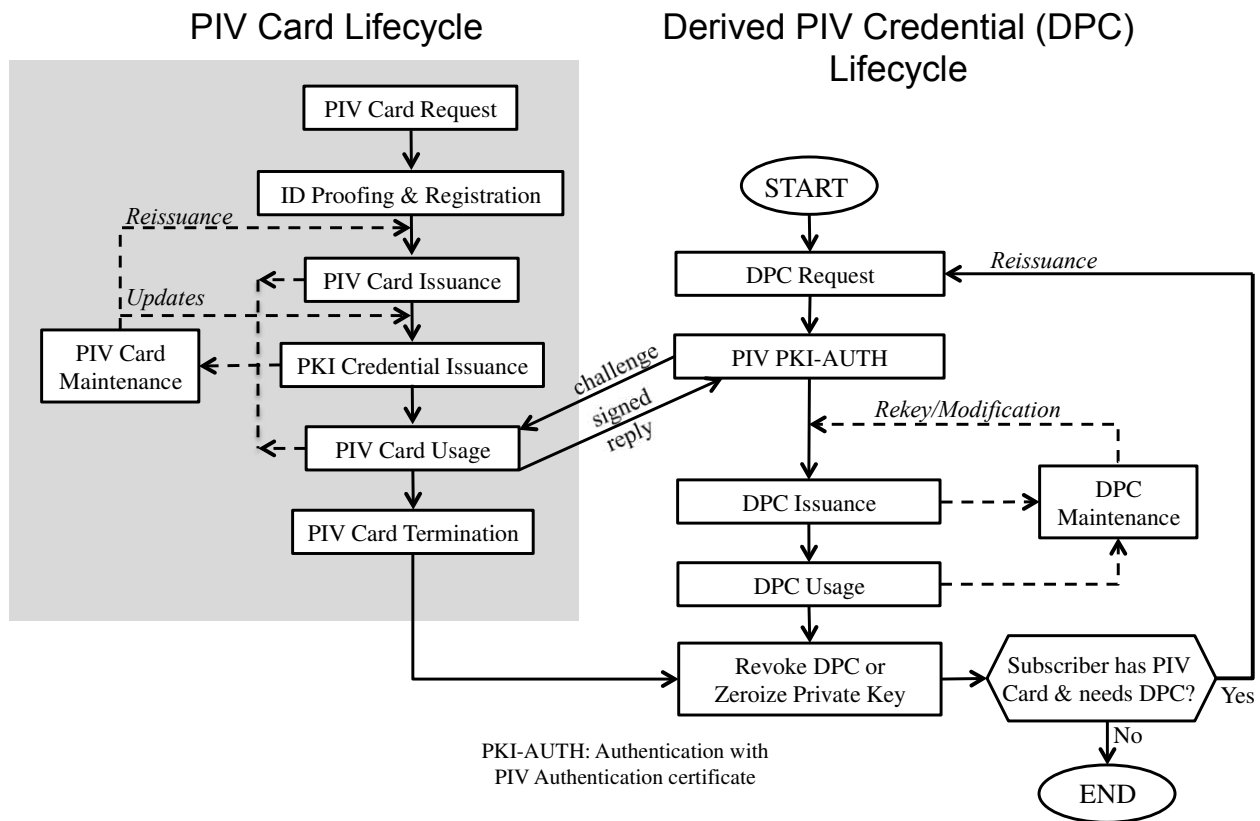 PIV Card Lifecycle
Derived PIV Credential (DPC)
Lifecycle
PIV Card Request
ID Proofing & Registration
Reissuance
PIV Card Issuance
Updates
PIV Card
Maintenance
PKI Credential Issuance
PIV Card Usage
PIV Card Termination
challenge
signed
reply
START
DPC Request
Reissuance
PIV PKI-AUTH
Rekey/Modification
DPC Issuance
DPC
Maintenance
DPC Usage
Revoke DPC or
Zeroize Private Key
Subscriber has PIV
Card & needs DPC?
Yes
No
END
PKI-AUTH: Authentication with
PIV Authentication certificate